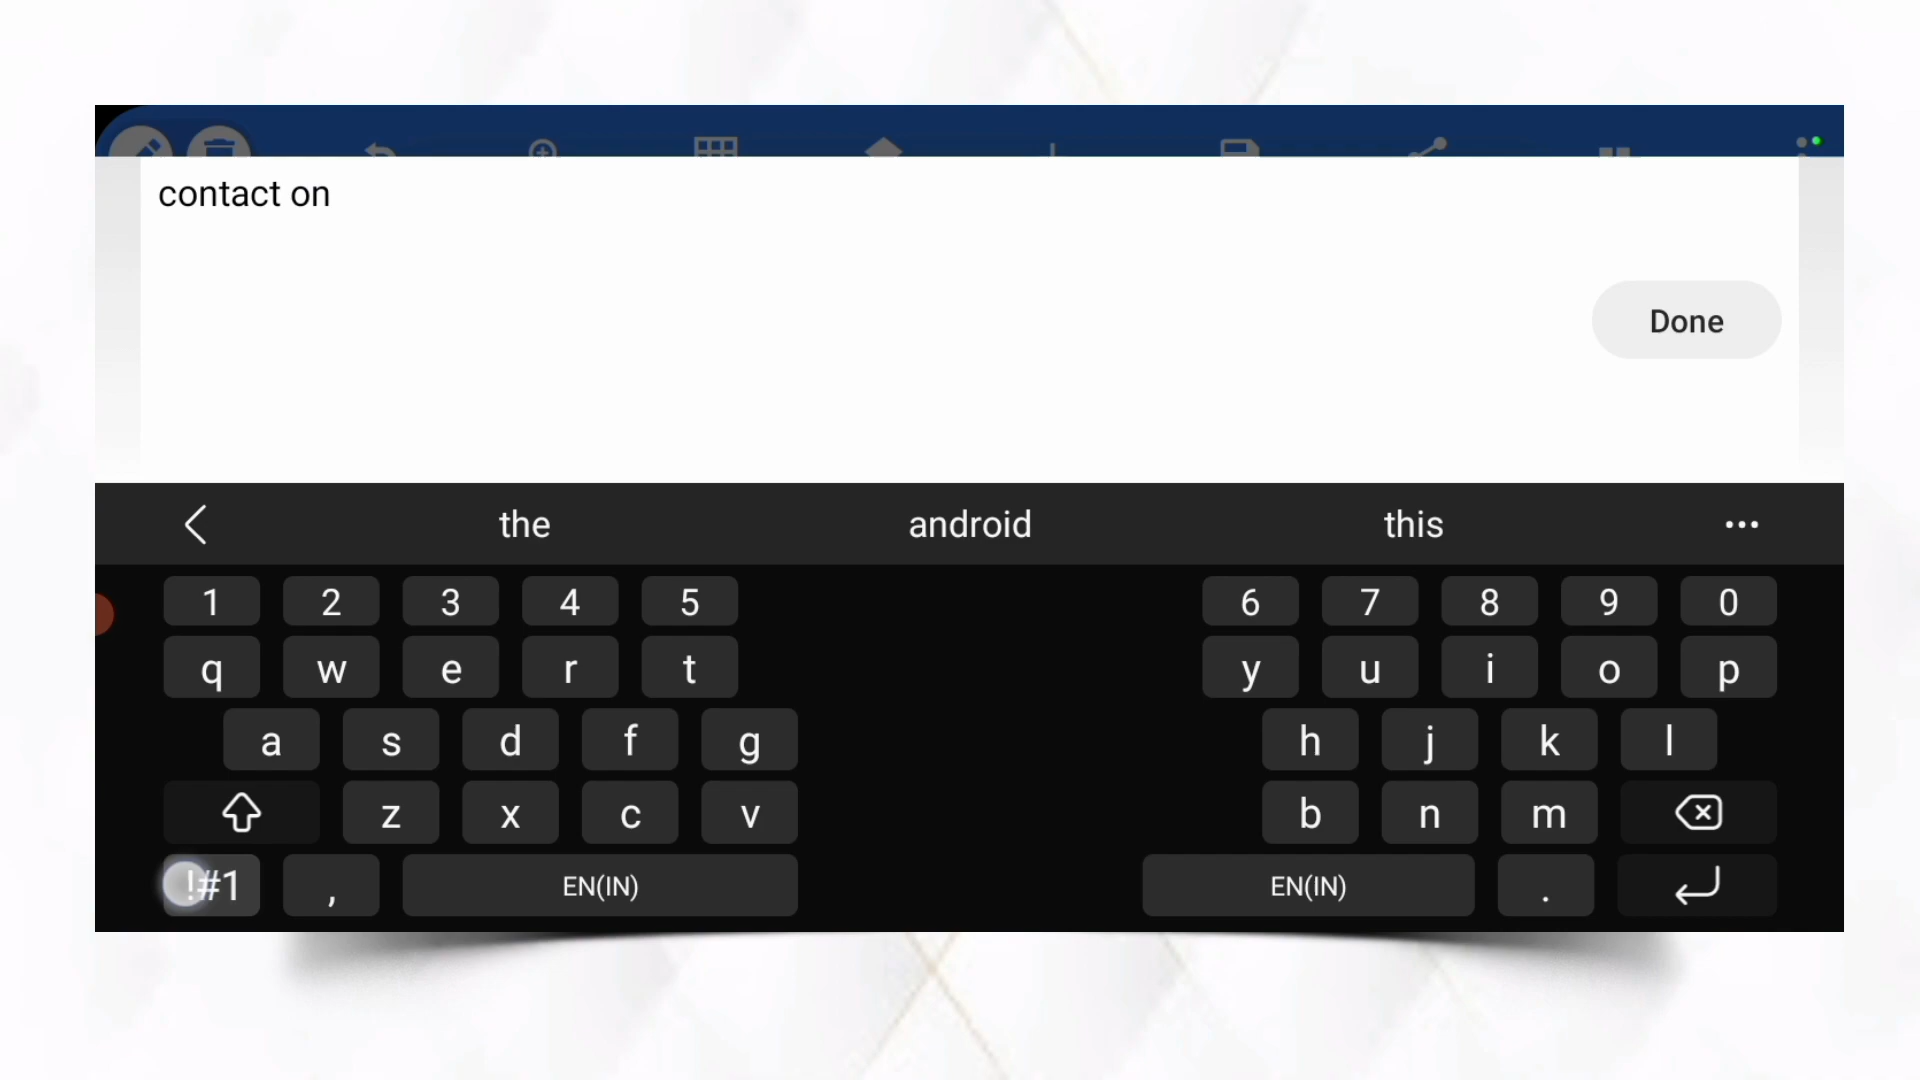 contact on
Done
the android this
1 2 3 4 5 6 7 8 9 0
q w e r t y u i o p
a s d f g h j k l
z x c v b n m
!#1 , EN(IN) EN(IN) .